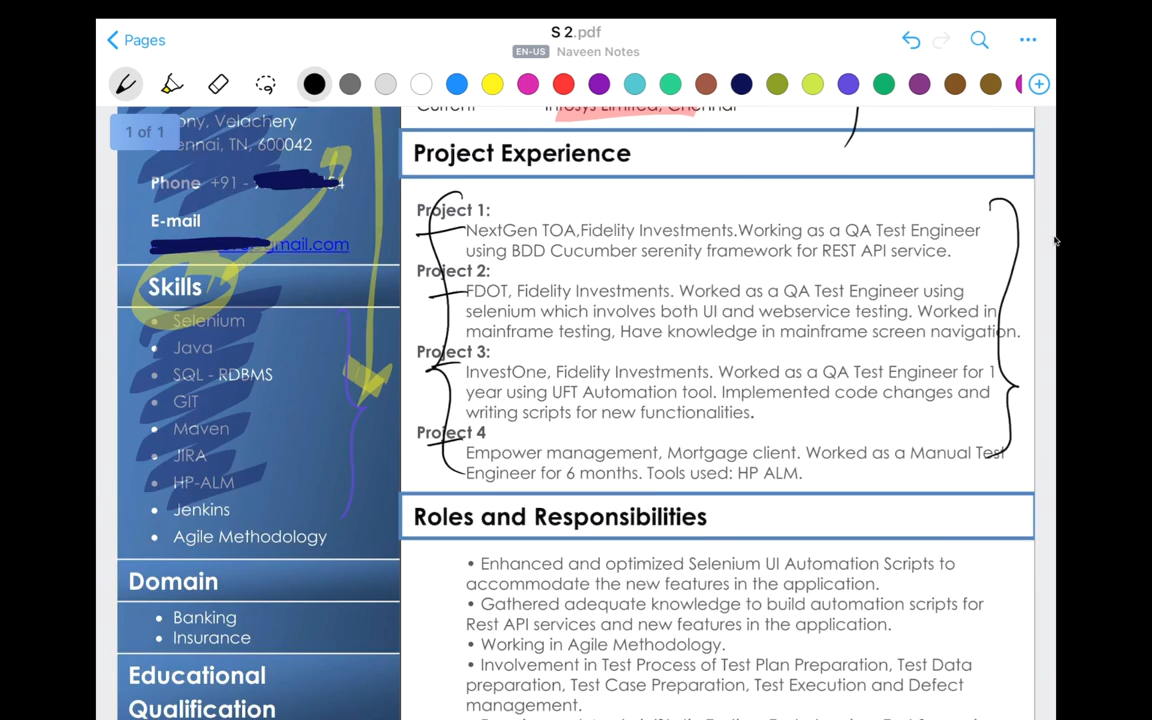 Pages
S 2.pdf
EN-US Naveen Notes
1 of 1
ony, Velachery
ennai, TN, 600042
Phone +91 -
E-mail
gmail.com
Skills
• Selenium
• Java
• SQL - RDBMS
• GIT
• Maven
• JIRA
• HP-ALM
• Jenkins
• Agile Methodology
Domain
• Banking
• Insurance
Educational
Qualification
Current Infosys Limited, Chennai
Project Experience
Project 1:
NextGen TOA,Fidelity Investments.Working as a QA Test Engineer
using BDD Cucumber serenity framework for REST API service.
Project 2:
FDOT, Fidelity Investments. Worked as a QA Test Engineer using
selenium which involves both UI and webservice testing. Worked in
mainframe testing, Have knowledge in mainframe screen navigation.
Project 3:
InvestOne, Fidelity Investments. Worked as a QA Test Engineer for 1
year using UFT Automation tool. Implemented code changes and
writing scripts for new functionalities.
Project 4
Empower management, Mortgage client. Worked as a Manual Test
Engineer for 6 months. Tools used: HP ALM.
Roles and Responsibilities
• Enhanced and optimized Selenium UI Automation Scripts to
accommodate the new features in the application.
• Gathered adequate knowledge to build automation scripts for
Rest API services and new features in the application.
• Working in Agile Methodology.
• Involvement in Test Process of Test Plan Preparation, Test Data
preparation, Test Case Preparation, Test Execution and Defect
management.